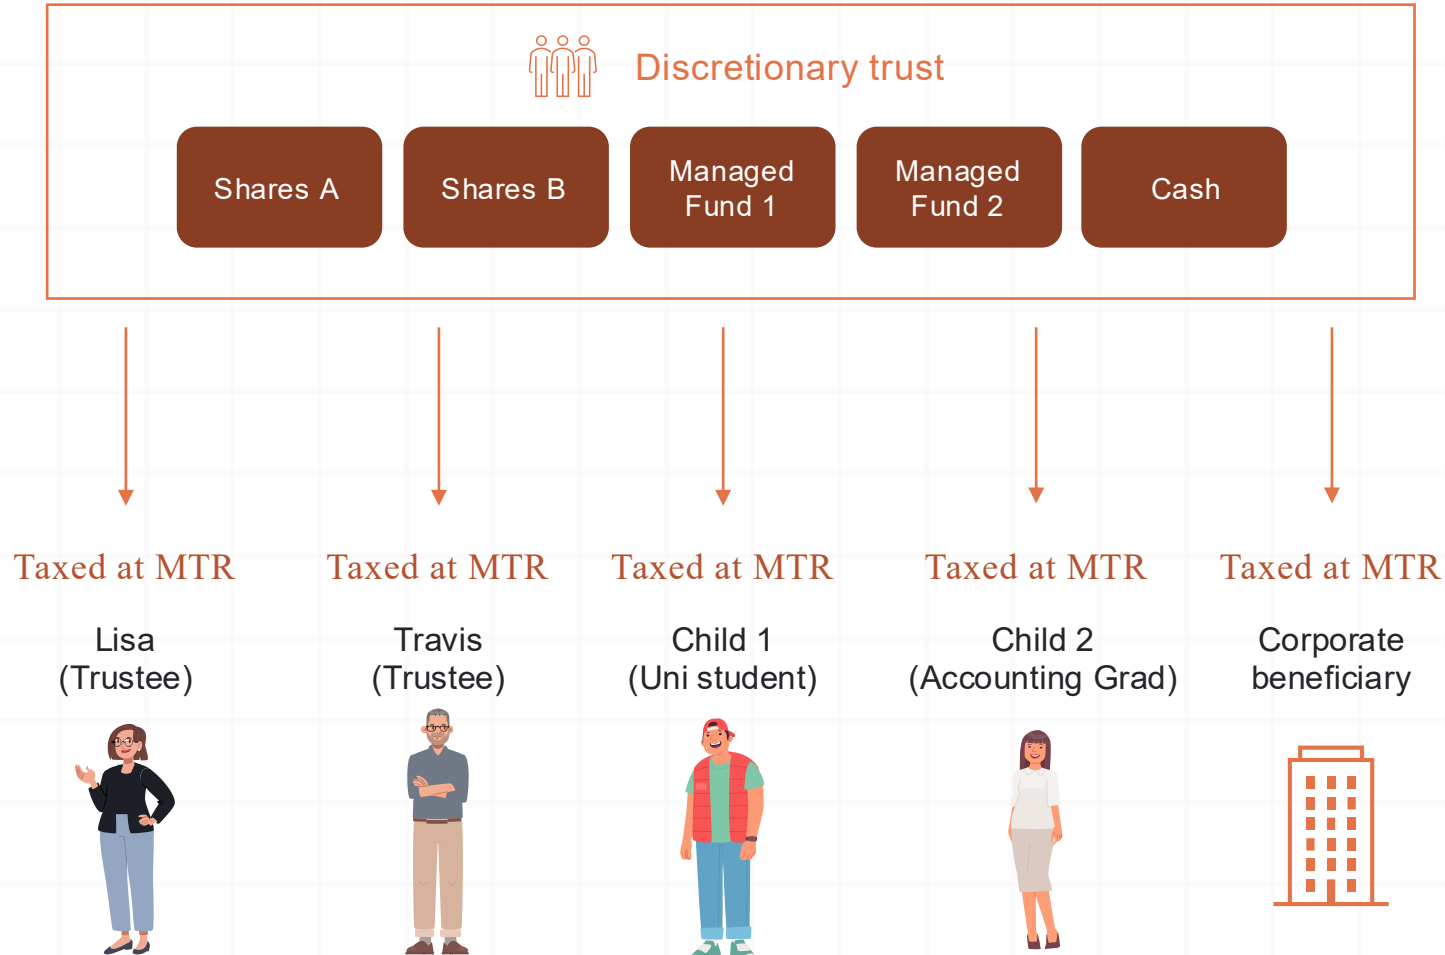 Discretionary trust
Shares A
Shares B
Managed
Fund 1
Managed
Fund 2
Cash
Taxed at MTR
Taxed at MTR
Taxed at MTR
Taxed at MTR
Taxed at MTR
Lisa
(Trustee)
Travis
(Trustee)
Child 1
(Uni student)
Child 2
(Accounting Grad)
Corporate
beneficiary